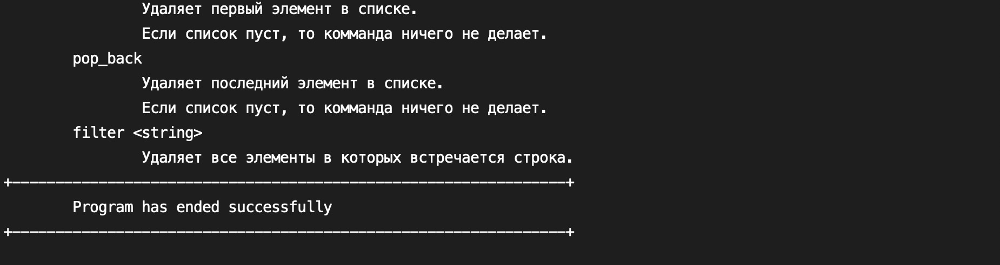 Удаляет первый элемент в списке.
Если список пуст, то комманда ничего не делает.
pop_back
Удаляет последний элемент в списке.
Если список пуст, то комманда ничего не делает.
filter <string>
Удаляет все элементы в которых встречается строка.
+----------------------------------------------------------------+
Program has ended successfully
+----------------------------------------------------------------+